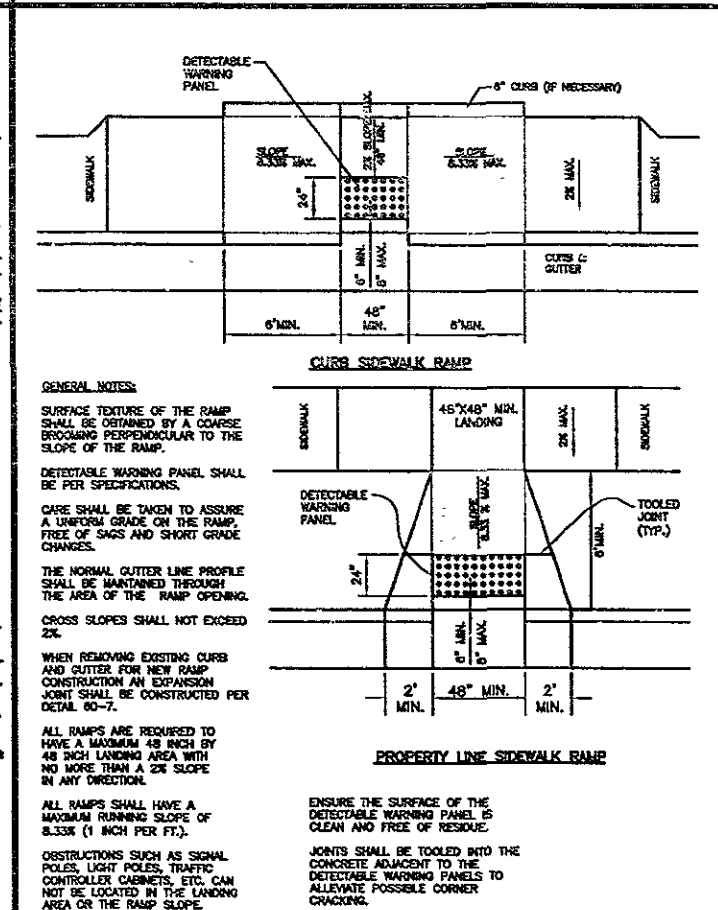 DETECTABLE
WARNING
PANEL
6" CURB (IF NECESSARY)
SIDEWALK
SLOPE
8.33% MAX.
2% SLOPE MAX.
48" MIN.
SLOPE
8.33% MAX.
2% MAX.
SIDEWALK
24"
6" MIN.
8" MAX.
CURB &
GUTTER
6'MIN.
48"
MIN.
6'MIN.
CURB SIDEWALK RAMP
GENERAL NOTES:
SURFACE TEXTURE OF THE RAMP
SHALL BE OBTAINED BY A COARSE
BROOMING PERPENDICULAR TO THE
SLOPE OF THE RAMP.
DETECTABLE WARNING PANEL SHALL
BE PER SPECIFICATIONS.
CARE SHALL BE TAKEN TO ASSURE
A UNIFORM GRADE ON THE RAMP,
FREE OF SAGS AND SHORT GRADE
CHANGES.
THE NORMAL GUTTER LINE PROFILE
SHALL BE MAINTAINED THROUGH
THE AREA OF THE RAMP OPENING.
CROSS SLOPES SHALL NOT EXCEED
2%.
WHEN REMOVING EXISTING CURB
AND GUTTER FOR NEW RAMP
CONSTRUCTION AN EXPANSION
JOINT SHALL BE CONSTRUCTED PER
DETAIL 60-7.
ALL RAMPS ARE REQUIRED TO
HAVE A MAXIMUM 48 INCH BY
48 INCH LANDING AREA WITH
NO MORE THAN A 2% SLOPE
IN ANY DIRECTION.
ALL RAMPS SHALL HAVE A
MAXIMUM RUNNING SLOPE OF
8.33% (1 INCH PER FT.).
OBSTRUCTIONS SUCH AS SIGNAL
POLES, LIGHT POLES, TRAFFIC
CONTROLLER CABINETS, ETC. CAN
NOT BE LOCATED IN THE LANDING
AREA OR THE RAMP SLOPE.
SIDEWALK
48"X48" MIN.
LANDING
2% MAX.
SIDEWALK
DETECTABLE
WARNING
PANEL
SLOPE
8.33 % MAX.
TOOLED
JOINT
(TYP.)
6'MIN.
24"
6" MIN.
8" MAX.
2'
MIN.
48" MIN.
2'
MIN.
PROPERTY LINE SIDEWALK RAMP
ENSURE THE SURFACE OF THE
DETECTABLE WARNING PANEL IS
CLEAN AND FREE OF RESIDUE.
JOINTS SHALL BE TOOLED INTO THE
CONCRETE ADJACENT TO THE
DETECTABLE WARNING PANELS TO
ALLEVIATE POSSIBLE CORNER
CRACKING.